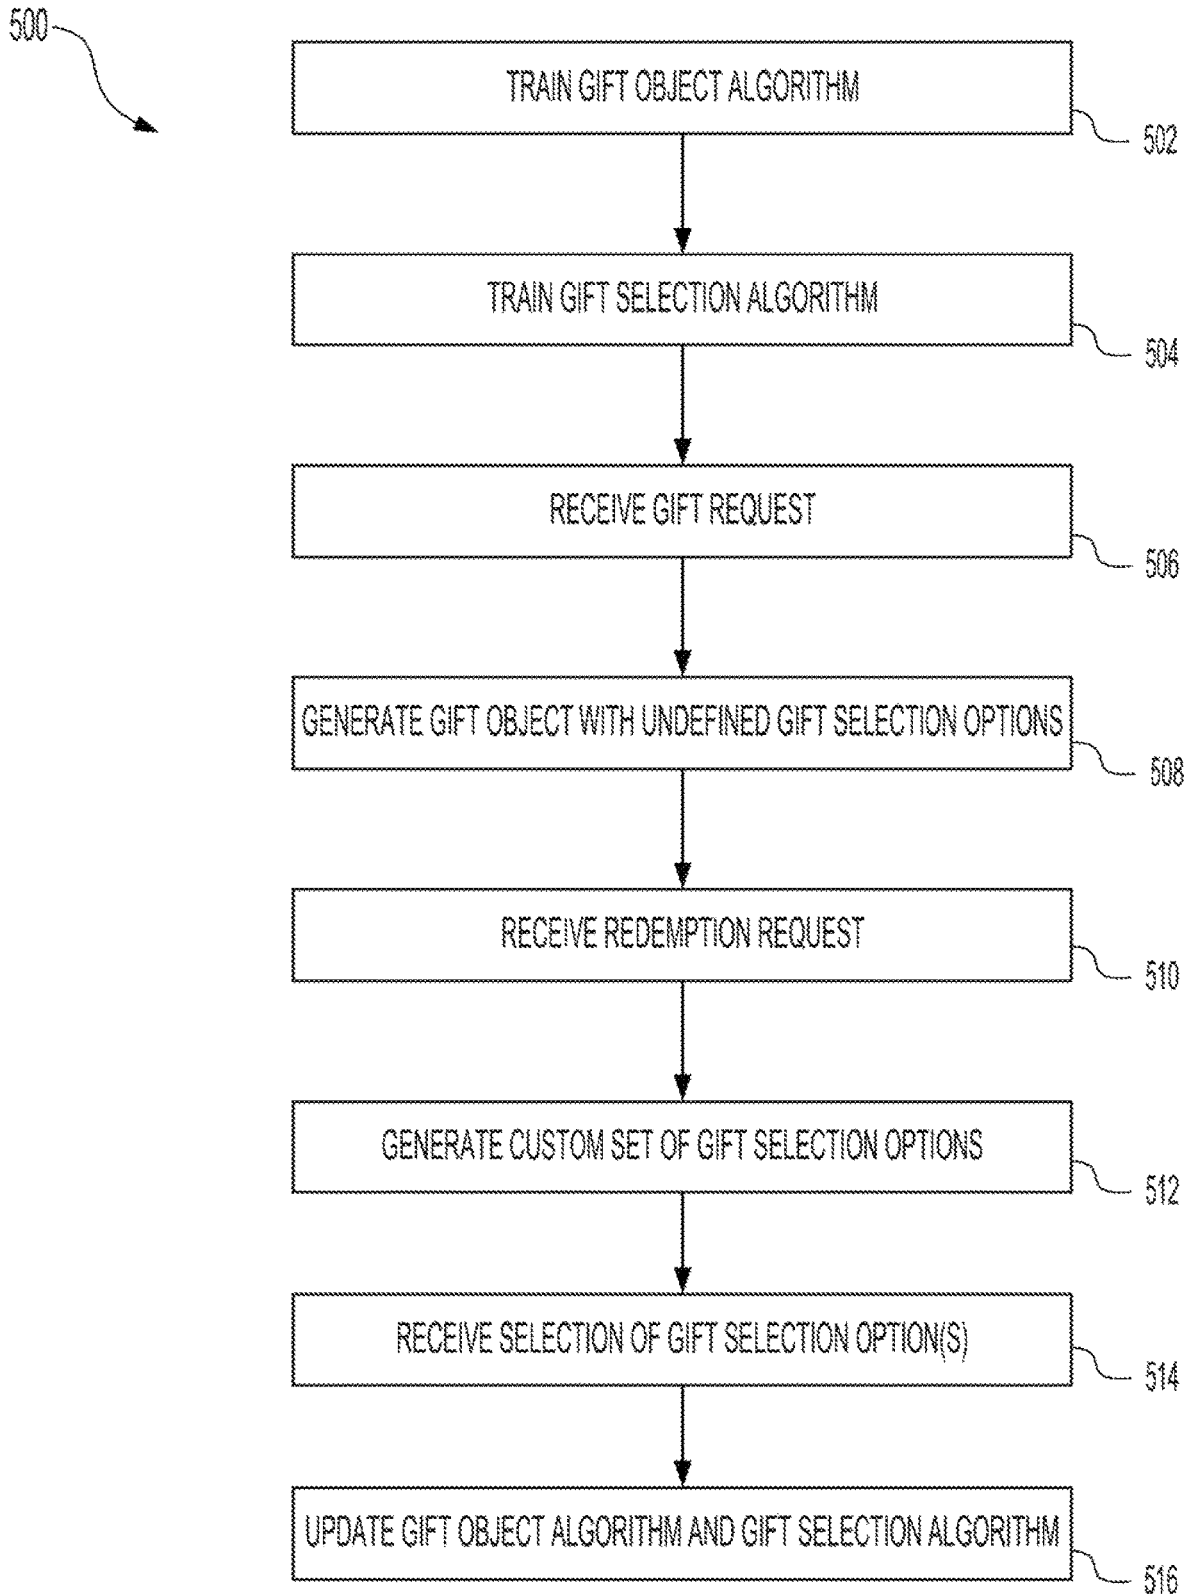 500
TRAIN GIFT OBJECT ALGORITHM
502
TRAIN GIFT SELECTION ALGORITHM
504
RECEIVE GIFT REQUEST
506
GENERATE GIFT OBJECT WITH UNDEFINED GIFT SELECTION OPTIONS
508
RECEIVE REDEMPTION REQUEST
510
GENERATE CUSTOM SET OF GIFT SELECTION OPTIONS
512
RECEIVE SELECTION OF GIFT SELECTION OPTION(S)
514
UPDATE GIFT OBJECT ALGORITHM AND GIFT SELECTION ALGORITHM
516